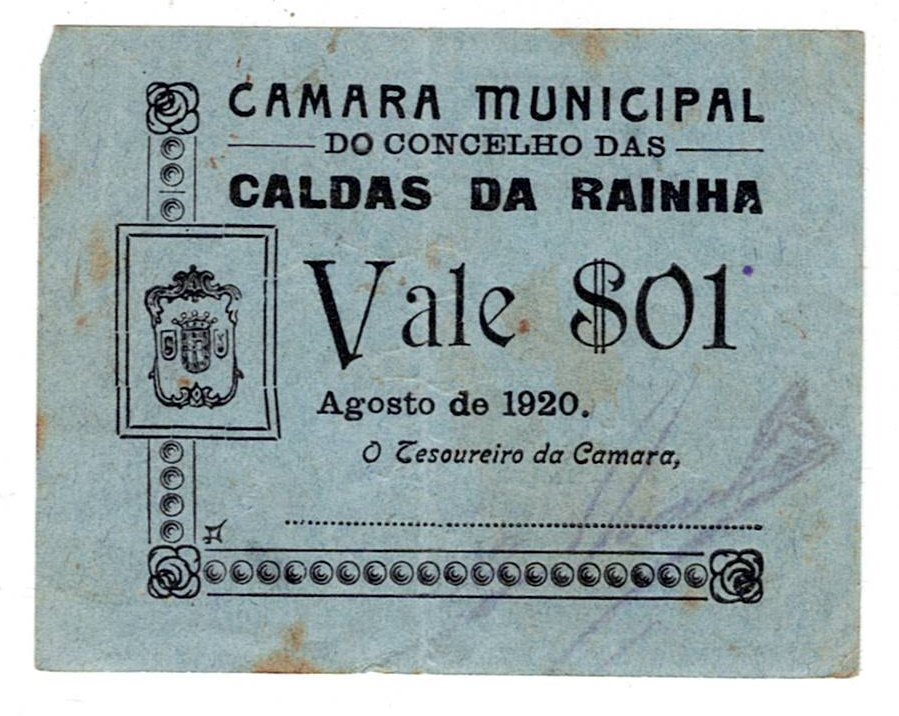 CAMARA MUNICIPAL
DO CONCELHO DAS
CALDAS DA RAINHA
Vale $01
Agosto de 1920.
O Tesoureiro da Camara,